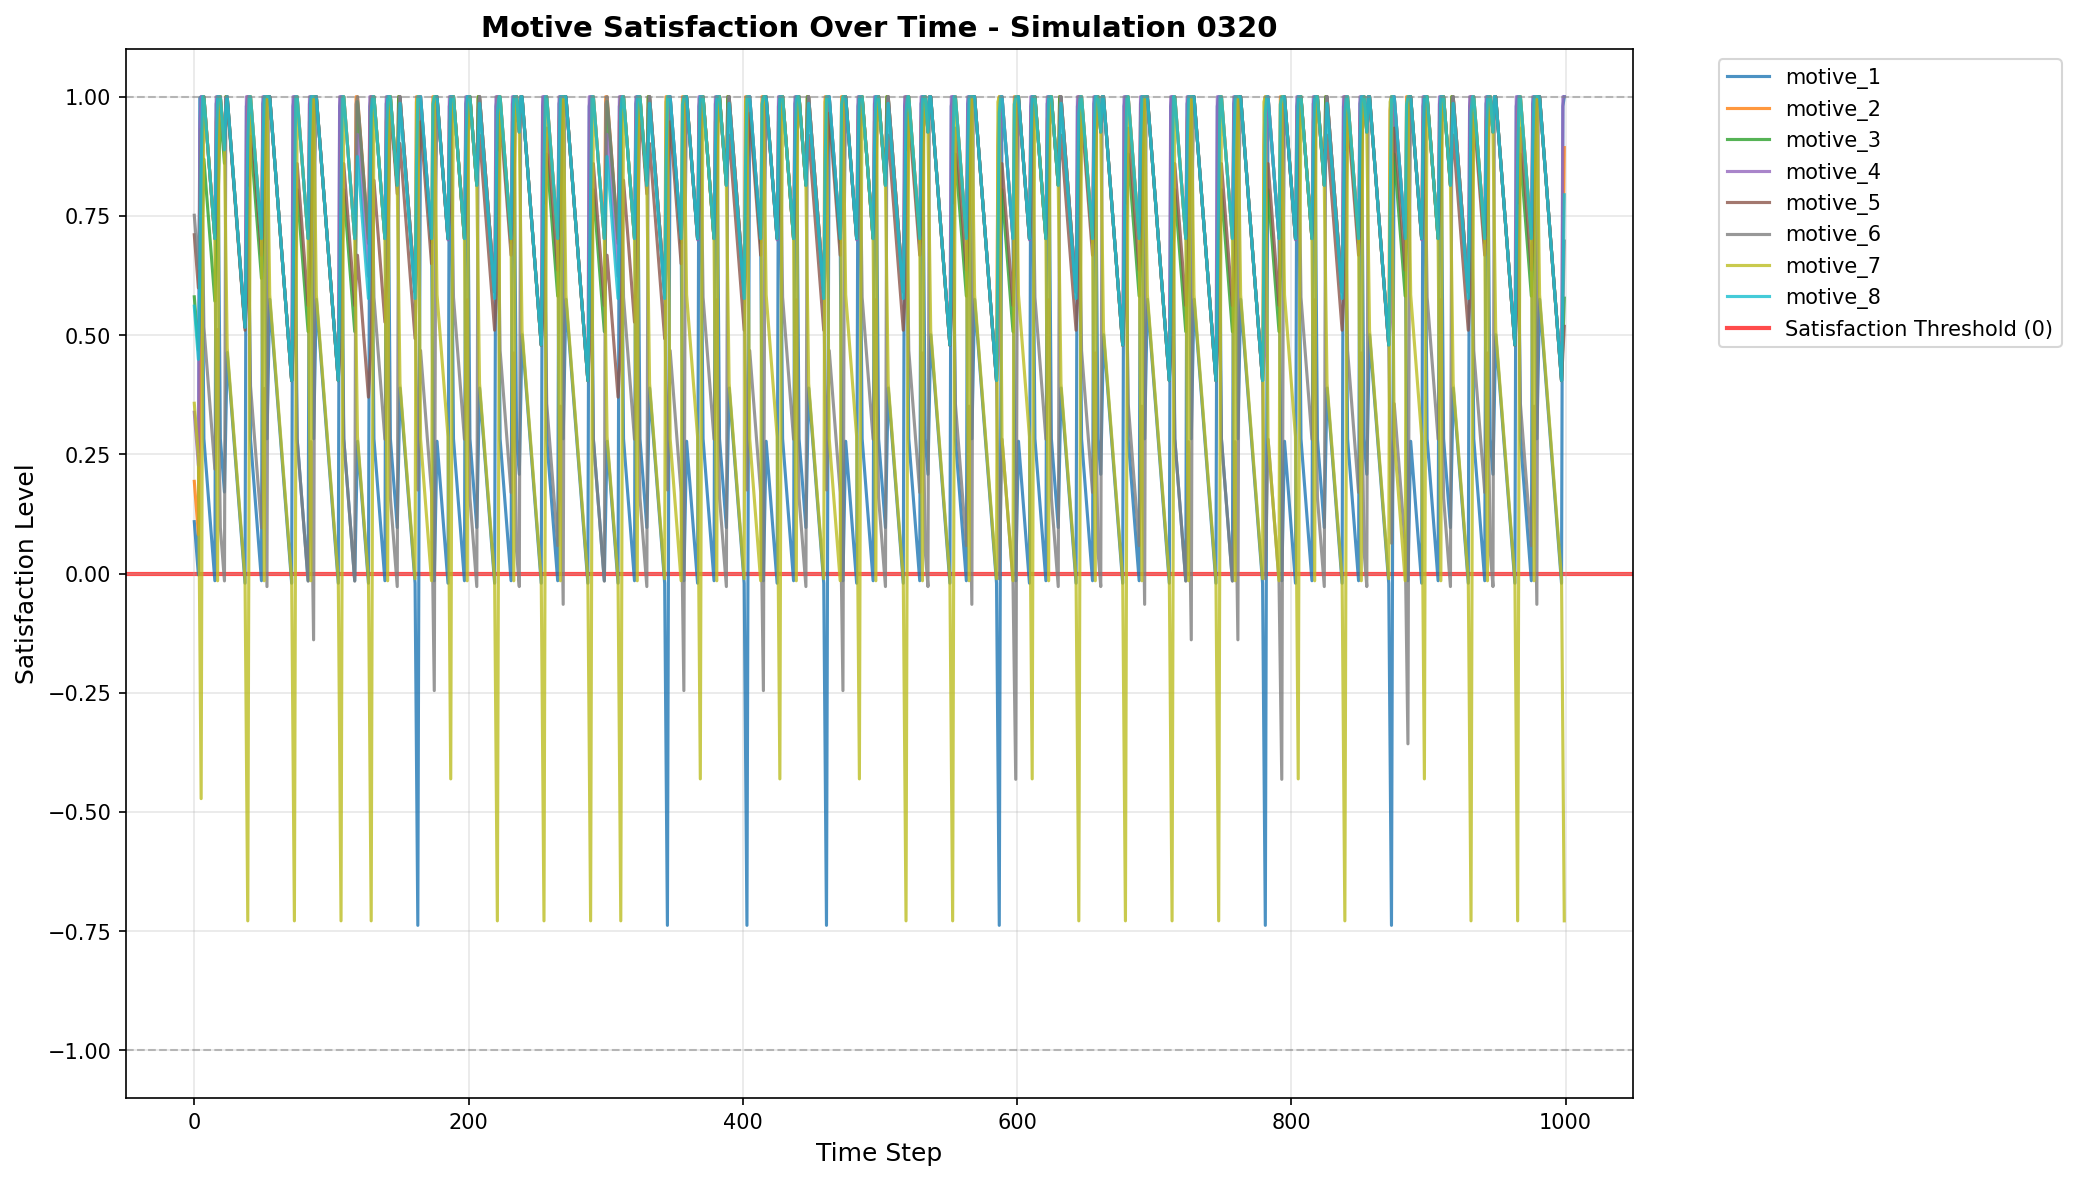 Motive Satisfaction Over Time - Simulation 0320
Satisfaction Level
1.00
0.75
0.50
0.25
0.00
−0.25
−0.50
−0.75
−1.00
0
200
400
600
800
1000
Time Step
motive_1
motive_2
motive_3
motive_4
motive_5
motive_6
motive_7
motive_8
Satisfaction Threshold (0)